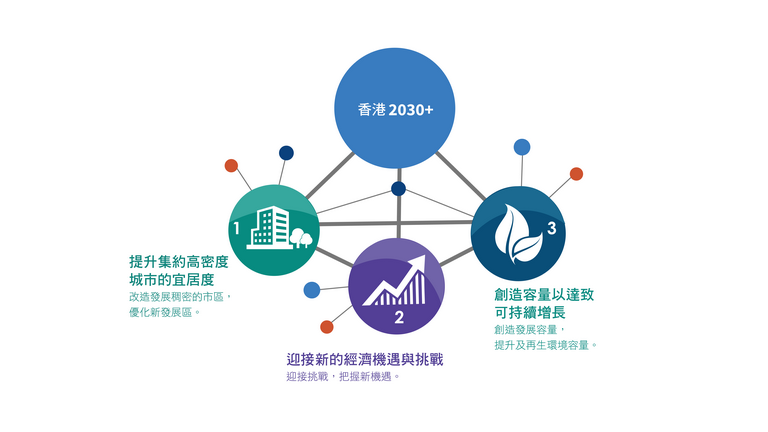 香港 2030+
1
提升集約高密度
城市的宜居度
改造發展稠密的市區，
優化新發展區。
2
迎接新的經濟機遇與挑戰
迎接挑戰，把握新機遇。
3
創造容量以達致
可持續增長
創造發展容量，
提升及再生環境容量。